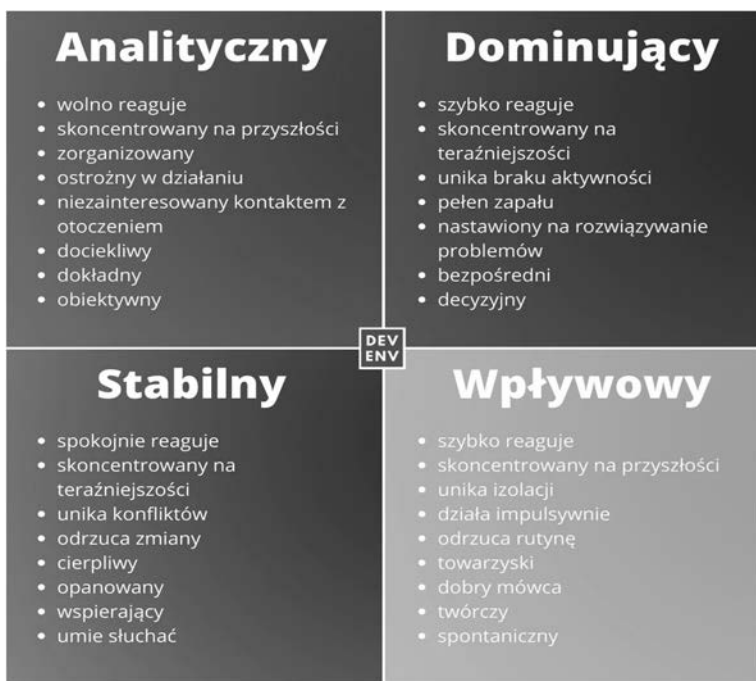 Analityczny
wolno reaguje
skoncentrowany na przyszłości
zorganizowany
ostrożny w działaniu
niezainteresowany kontaktem z
otoczeniem
dociekliwy
dokładny
obiektywny
Dominujący
szybko reaguje
skoncentrowany na
teraźniejszości
unika braku aktywności
pełen zapału
nastawiony na rozwiązywanie
problemów
bezpośredni
decyzyjny
DEV
ENV
Stabilny
spokojnie reaguje
skoncentrowany na
teraźniejszości
unika konfliktów
odrzuca zmiany
cierpliwy
opanowany
wspierający
umie słuchać
Wpływowy
szybko reaguje
skoncentrowany na przyszłości
unika izolacji
działa impulsywnie
odrzuca rutynę
towarzyski
dobry mówca
twórczy
spontaniczny